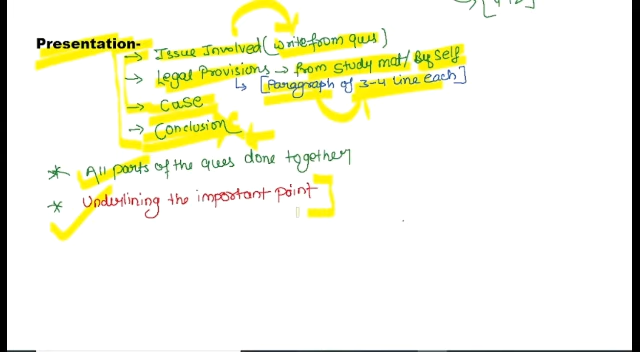 Presentation-
→ Issue Involved (write from ques)
→ Legal Provisions → from study mat/ By self
↳ [Paragraph of 3-4 line each]
→ Case
→ Conclusion
* All parts of the ques done together
* Underlining the important point